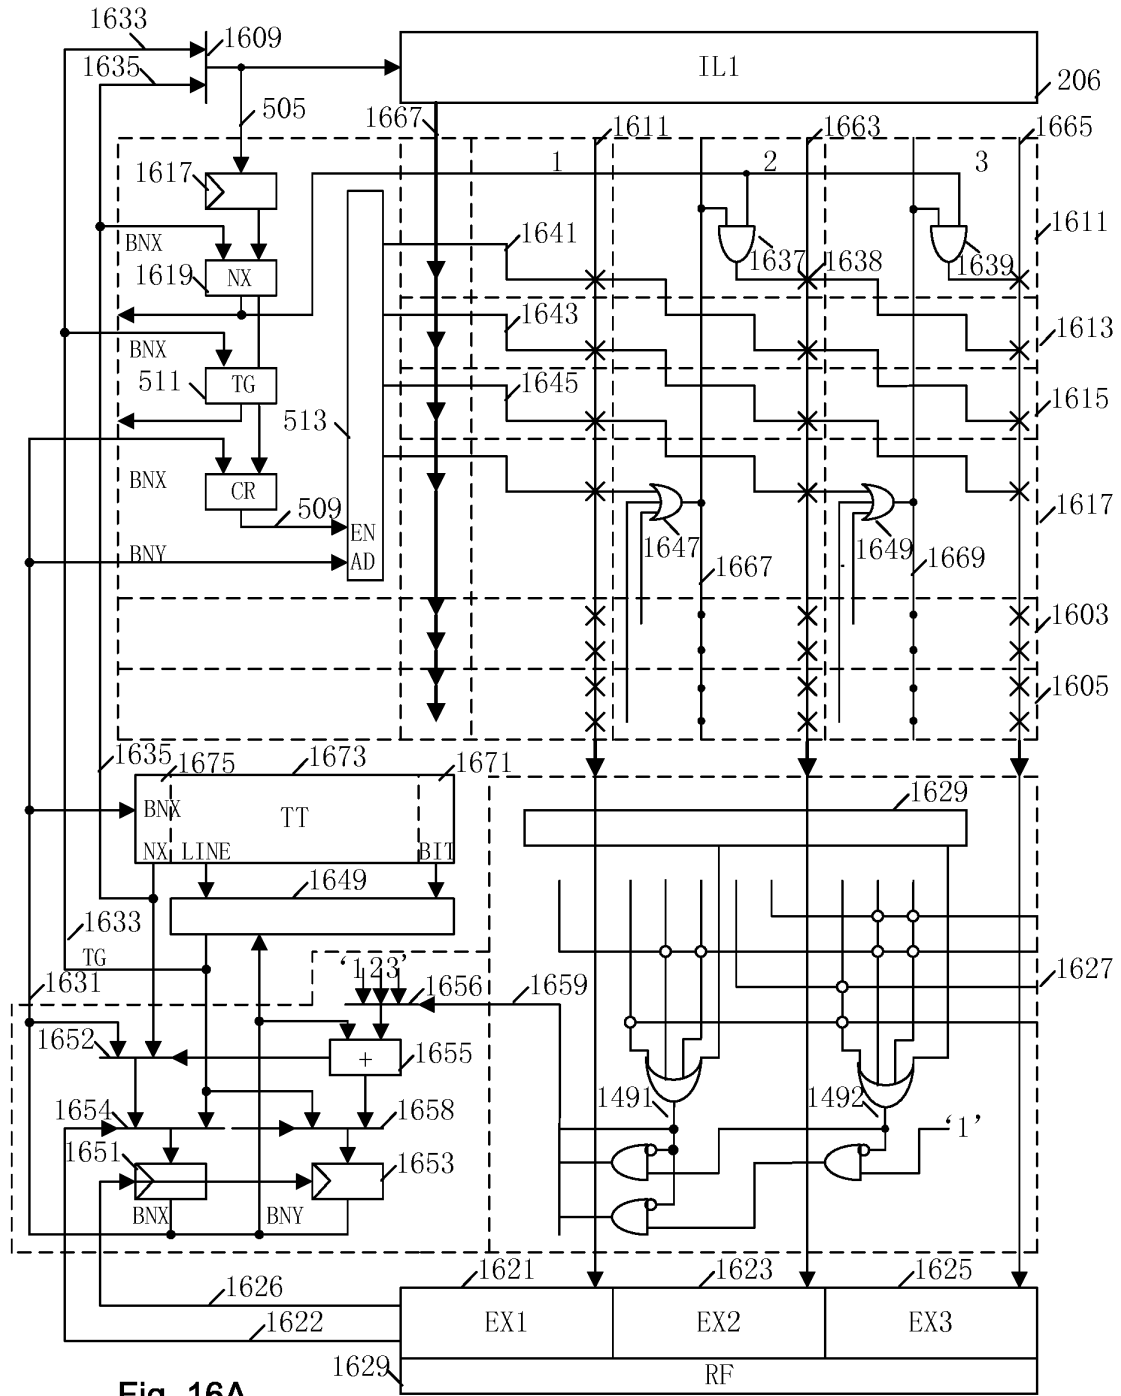 1633
1609
IL1
1635
206
505
1667
1611
1663
1665
1
2
3
1617
1641
1611
BNX
1637
1638
1639
1619
NX
1643
1613
BNX
511
TG
1645
1615
513
BNX
CR
509
1617
EN
1647
1649
BNY
AD
1667
1669
1603
1605
1635
1675
1673
1671
1629
BNX
TT
NX
LINE
BIT
1649
1633
TG
'123'
1627
1631
1656
1659
1652
+
1655
1654
1658
1491
1492
'1'
1651
1653
BNX
BNY
1621
1623
1625
1626
EX1
EX2
EX3
1622
1629
RF
Fig. 16A